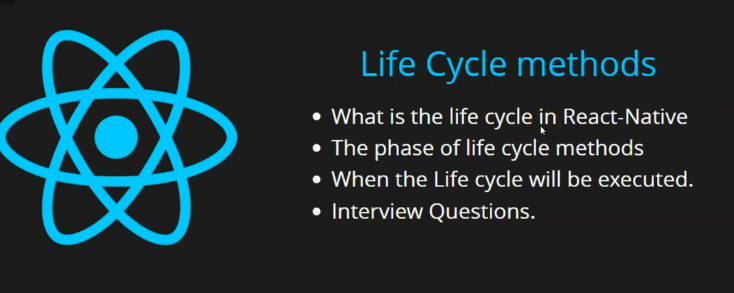 Life Cycle methods
What is the life cycle in React-Native
The phase of life cycle methods
When the Life cycle will be executed.
Interview Questions.